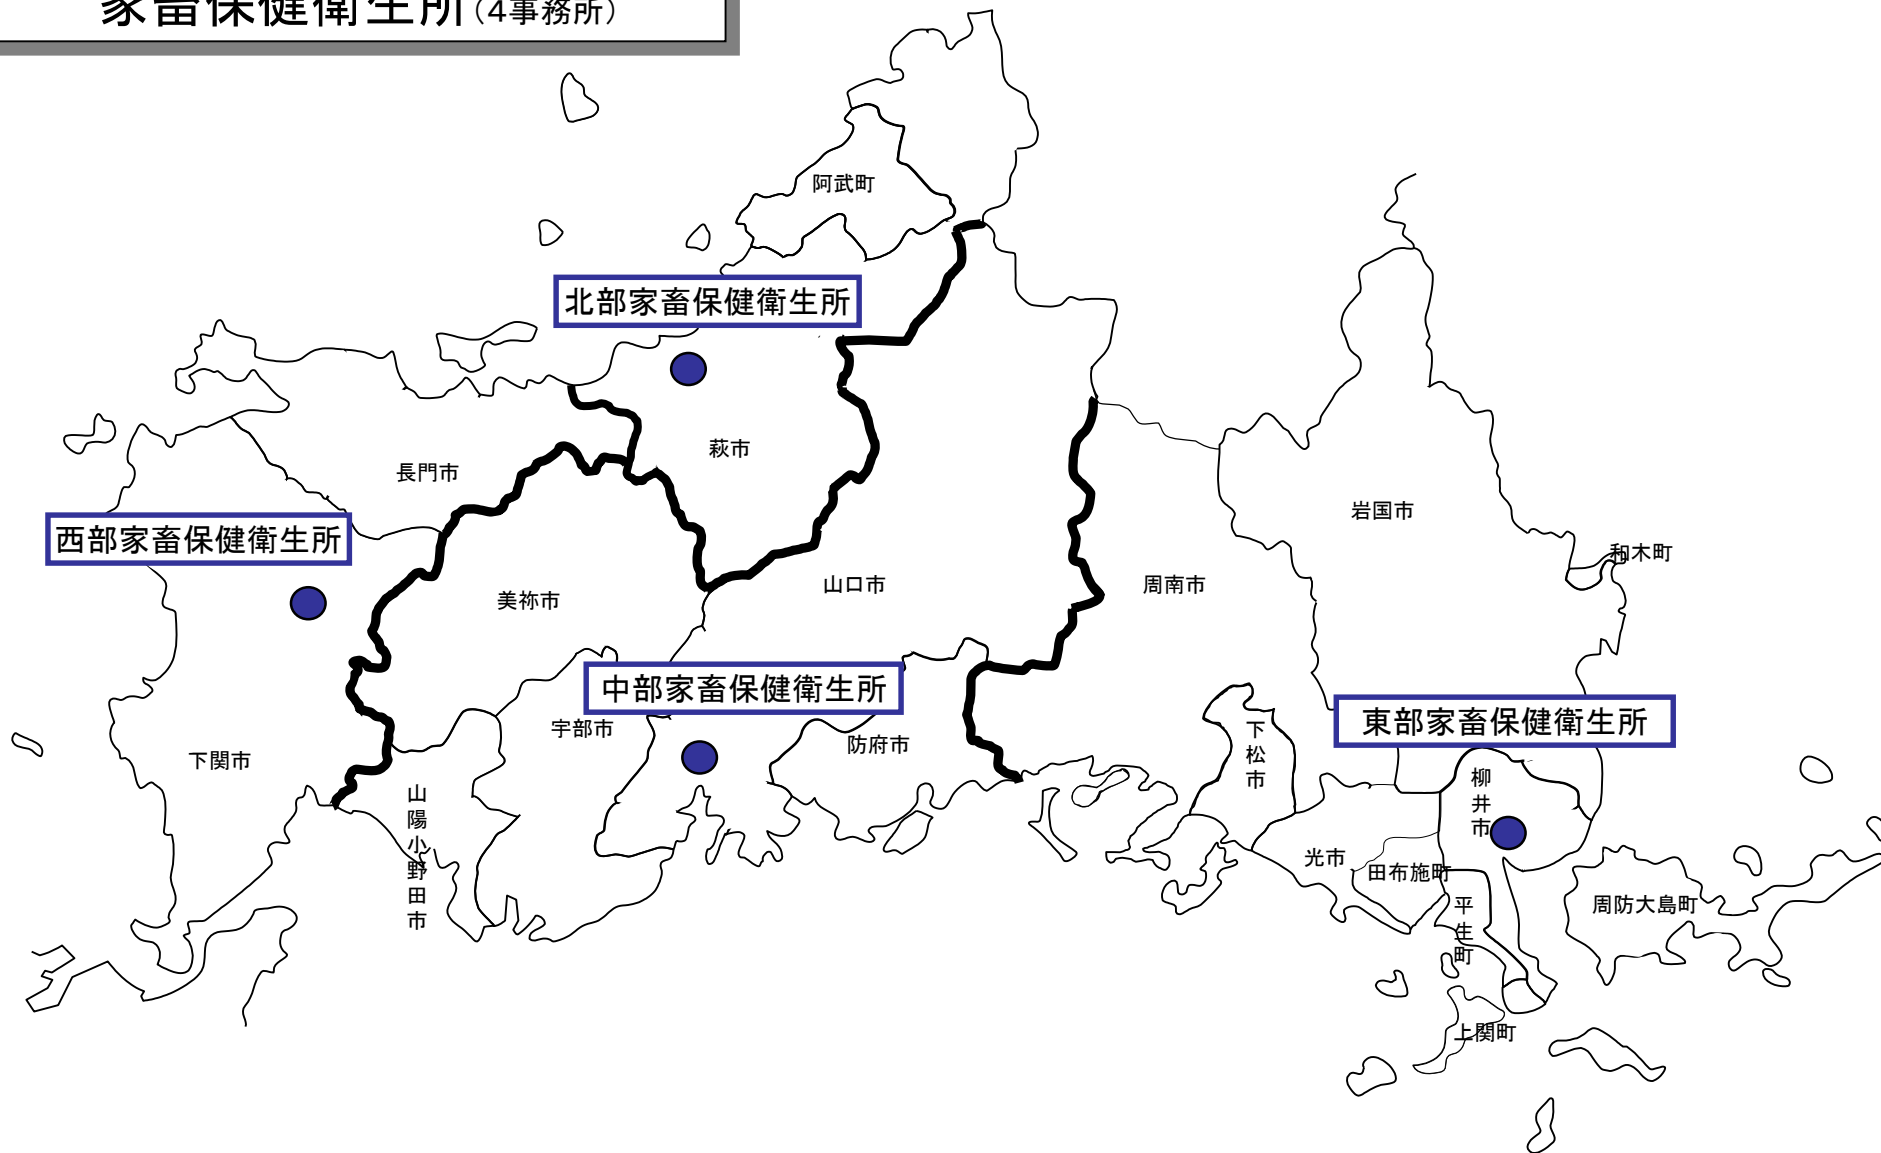 家畜保健衛生所(4事務所)
阿武町
北部家畜保健衛生所
萩市
長門市
岩国市
西部家畜保健衛生所
和木町
美祢市
山口市
周南市
中部家畜保健衛生所
東部家畜保健衛生所
宇部市
防府市
下松市
下関市
柳井市
山陽小野田市
光市
田布施町
平生町
周防大島町
上関町